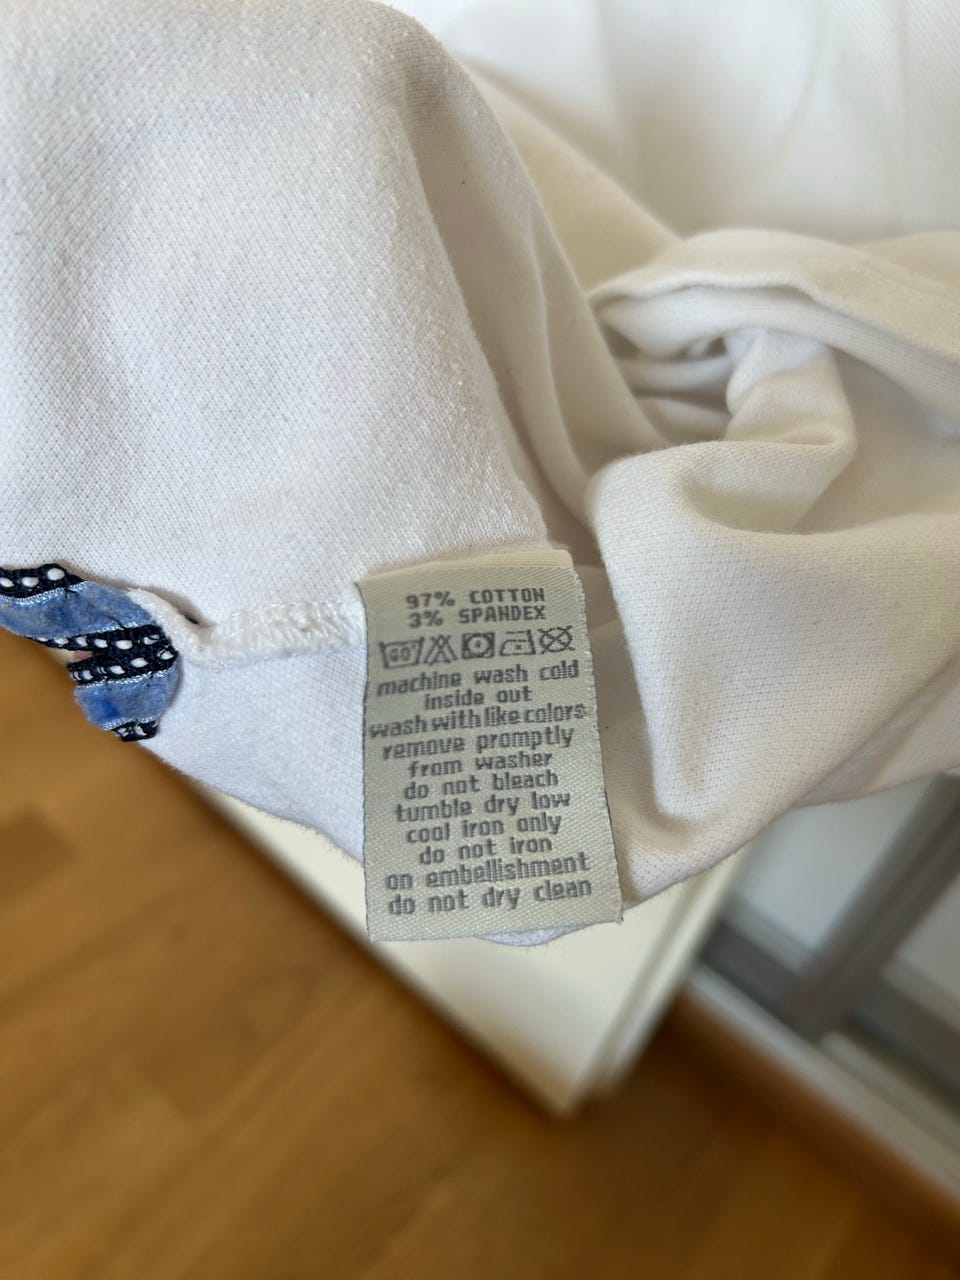 97% COTTON
3% SPANDEX
40°
machine wash cold
inside out
wash with like colors
remove promptly
from washer
do not bleach
tumble dry low
cool iron only
do not iron
on embellishment
do not dry clean